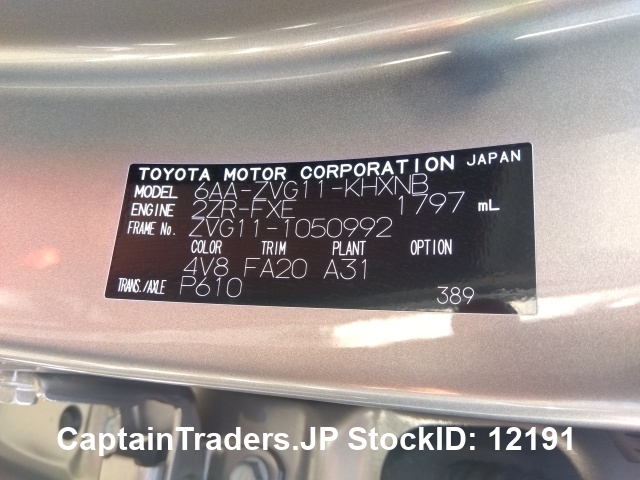 TOYOTA MOTOR CORPORATION JAPAN
MODEL 6AA-ZVG11-KHXNB
ENGINE 2ZR-FXE 1797 mL
FRAME No. ZVG11-1050992
COLOR TRIM PLANT OPTION
4V8 FA20 A31
TRANS./AXLE P610
389
CaptainTraders.JP StockID: 12191